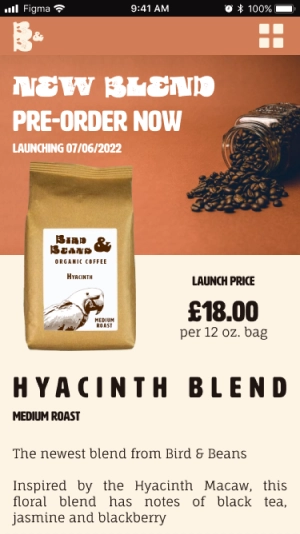 Figma 9:41 AM 100%
B & B
NEW BLEND
PRE-ORDER NOW
LAUNCHING 07/06/2022
BIRD & BEANS
ORGANIC COFFEE
HYACINTH
MEDIUM ROAST
LAUNCH PRICE
£18.00
per 12 oz. bag
HYACINTH BLEND
MEDIUM ROAST
The newest blend from Bird & Beans
Inspired by the Hyacinth Macaw, this
floral blend has notes of black tea,
jasmine and blackberry